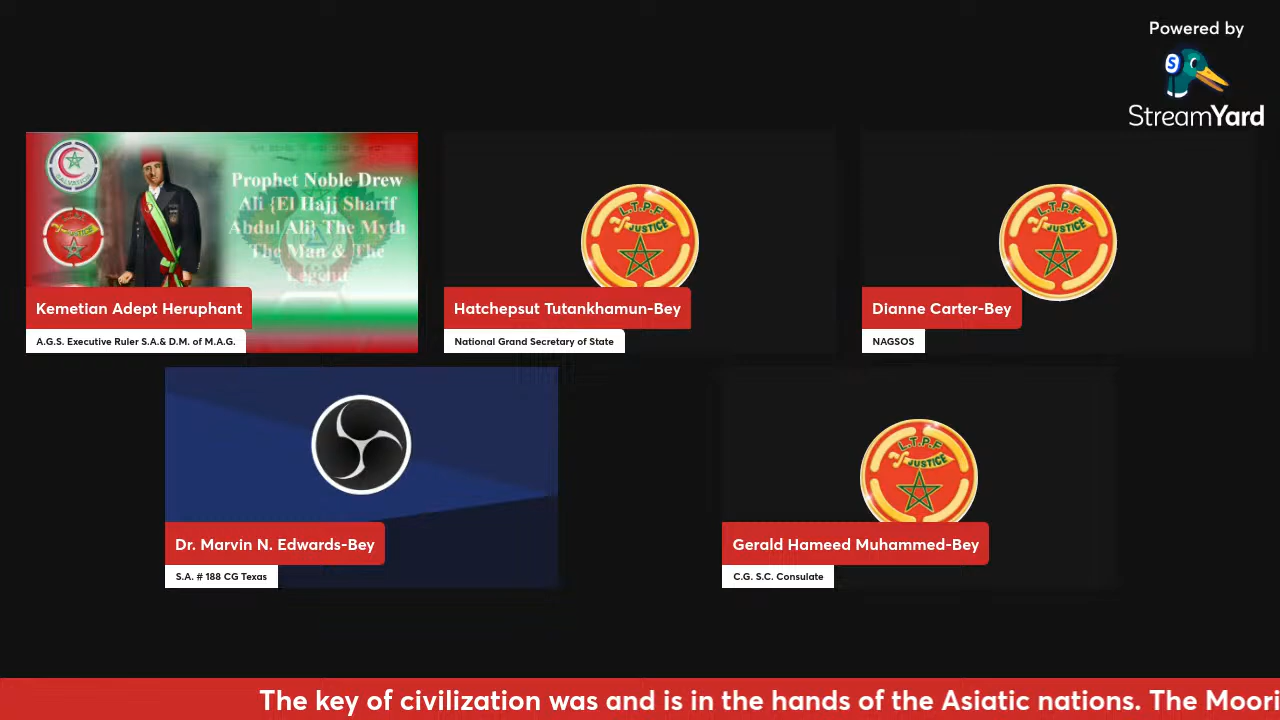 Powered by
S
StreamYard
Prophet Noble Drew
Ali {El Hajj Sharif
Abdul Ali} The Myth
The Man & The
Legend
Kemetian Adept Heruphant
A.G.S. Executive Ruler S.A.& D.M. of M.A.G.
L.T.P.F
JUSTICE
Hatchepsut Tutankhamun-Bey
National Grand Secretary of State
L.T.P.F
JUSTICE
Dianne Carter-Bey
NAGSOS
Dr. Marvin N. Edwards-Bey
S.A. # 188 CG Texas
L.T.P.F
JUSTICE
Gerald Hameed Muhammed-Bey
C.G. S.C. Consulate
The key of civilization was and is in the hands of the Asiatic nations. The Moori